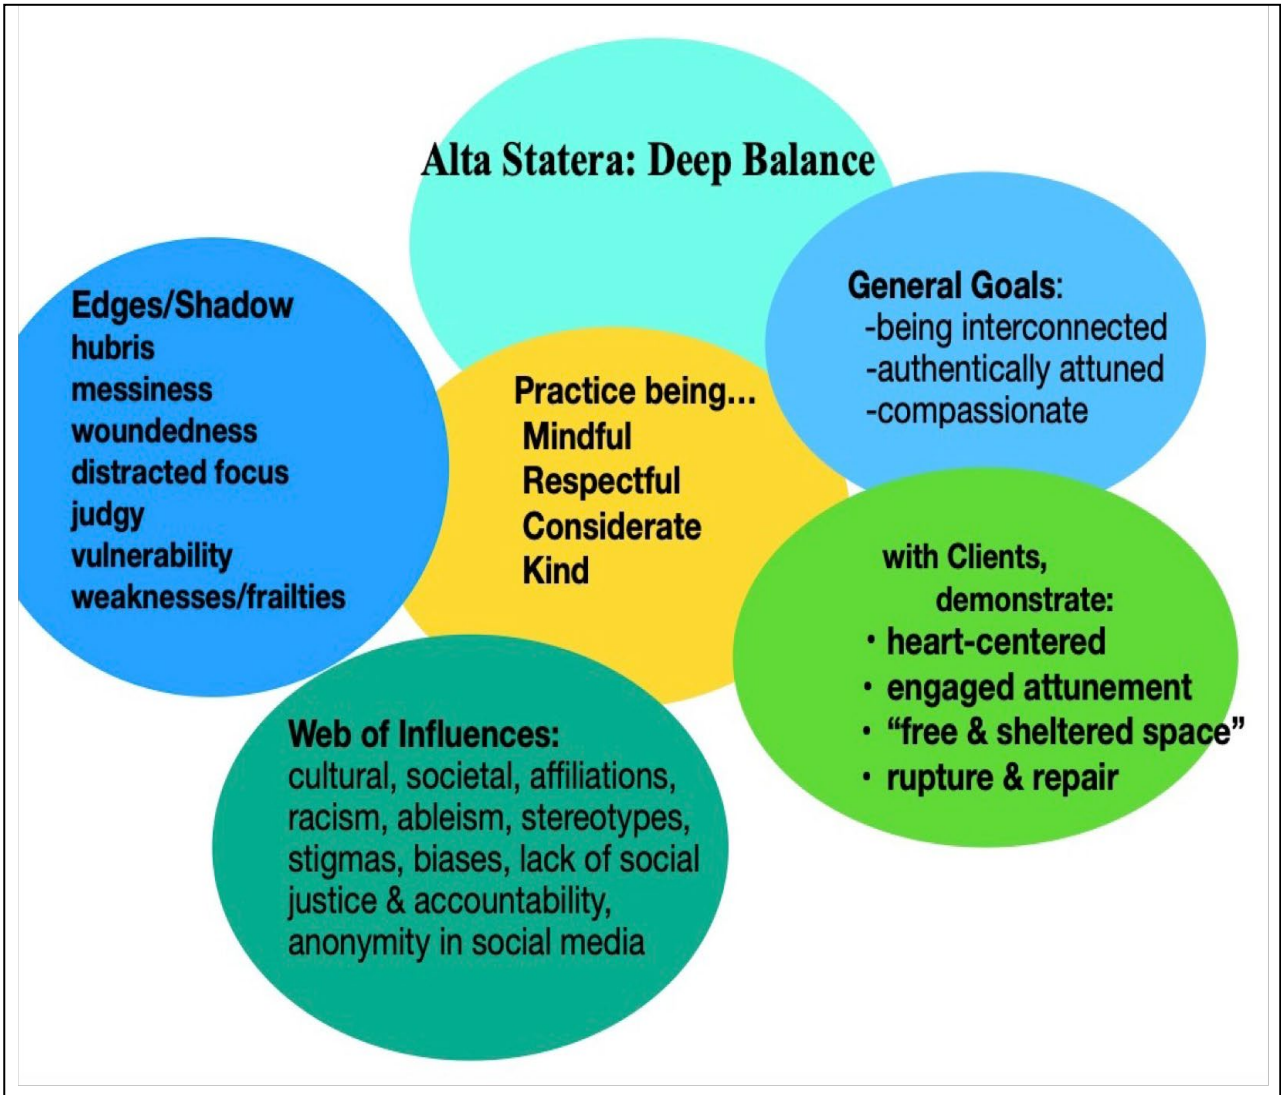 Alta Statera: Deep Balance
Edges/Shadow
hubris
messiness
woundedness
distracted focus
judgy
vulnerability
weaknesses/frailties
Practice being...
Mindful
Respectful
Considerate
Kind
General Goals:
-being interconnected
-authentically attuned
-compassionate
with Clients,
demonstrate:
• heart-centered
• engaged attunement
• “free & sheltered space”
• rupture & repair
Web of Influences:
cultural, societal, affiliations,
racism, ableism, stereotypes,
stigmas, biases, lack of social
justice & accountability,
anonymity in social media